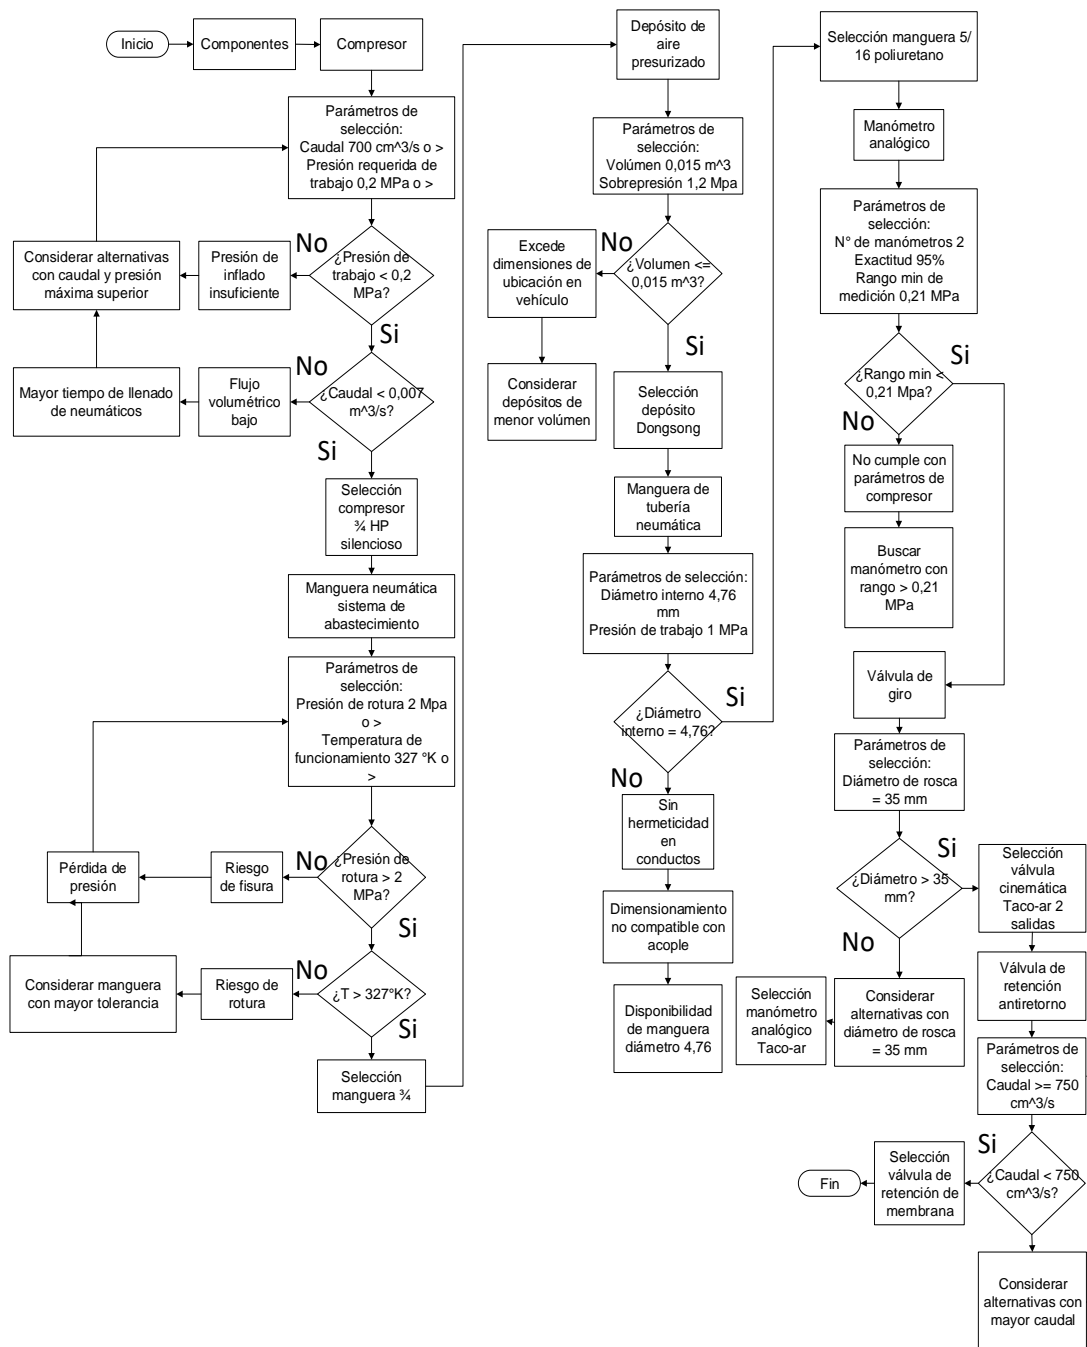 Inicio
Componentes
Compresor
Parámetros de
selección:
Caudal 700 cm^3/s o >
Presión requerida de
trabajo 0,2 MPa o >
¿Presión de
trabajo < 0,2
MPa?
No
Presión de
inflado
insuficiente
Considerar alternativas
con caudal y presión
máxima superior
Si
¿Caudal < 0,007
m^3/s?
No
Flujo
volumétrico
bajo
Mayor tiempo de llenado
de neumáticos
Si
Selección
compresor
¾ HP
silencioso
Manguera neumática
sistema de
abastecimiento
Parámetros de
selección:
Presión de rotura 2 Mpa
o >
Temperatura de
funcionamiento 327 °K o
>
¿Presión de
rotura > 2
MPa?
No
Riesgo
de fisura
Pérdida de
presión
Si
¿T > 327°K?
No
Riesgo de
rotura
Considerar manguera
con mayor tolerancia
Si
Selección
manguera ¾
Depósito de
aire
presurizado
Parámetros de
selección:
Volúmen 0,015 m^3
Sobrepresión 1,2 Mpa
¿Volumen <=
0,015 m^3?
No
Excede
dimensiones de
ubicación en
vehículo
Considerar
depósitos de
menor volúmen
Si
Selección
depósito
Dongsong
Manguera de
tubería
neumática
Parámetros de selección:
Diámetro interno 4,76
mm
Presión de trabajo 1 MPa
¿Diámetro
interno = 4,76?
Si
No
Sin
hermeticidad
en
conductos
Dimensionamiento
no compatible con
acople
Disponibilidad
de manguera
diámetro 4,76
Selección manguera 5/
16 poliuretano
Manómetro
analógico
Parámetros de
selección:
N° de manómetros 2
Exactitud 95%
Rango min de
medición 0,21 MPa
¿Rango min <
0,21 Mpa?
Si
No
No cumple con
parámetros de
compresor
Buscar
manómetro con
rango > 0,21
MPa
Válvula de
giro
Parámetros de
selección:
Diámetro de rosca
= 35 mm
¿Diámetro > 35
mm?
Si
No
Considerar
alternativas con
diámetro de rosca
= 35 mm
Selección
manómetro
analógico
Taco-ar
Selección
válvula
cinemática
Taco-ar 2
salidas
Válvula de
retención
antiretorno
Parámetros de
selección:
Caudal >= 750
cm^3/s
¿Caudal < 750
cm^3/s?
Si
Selección
válvula de
retención de
membrana
Fin
Considerar
alternativas con
mayor caudal